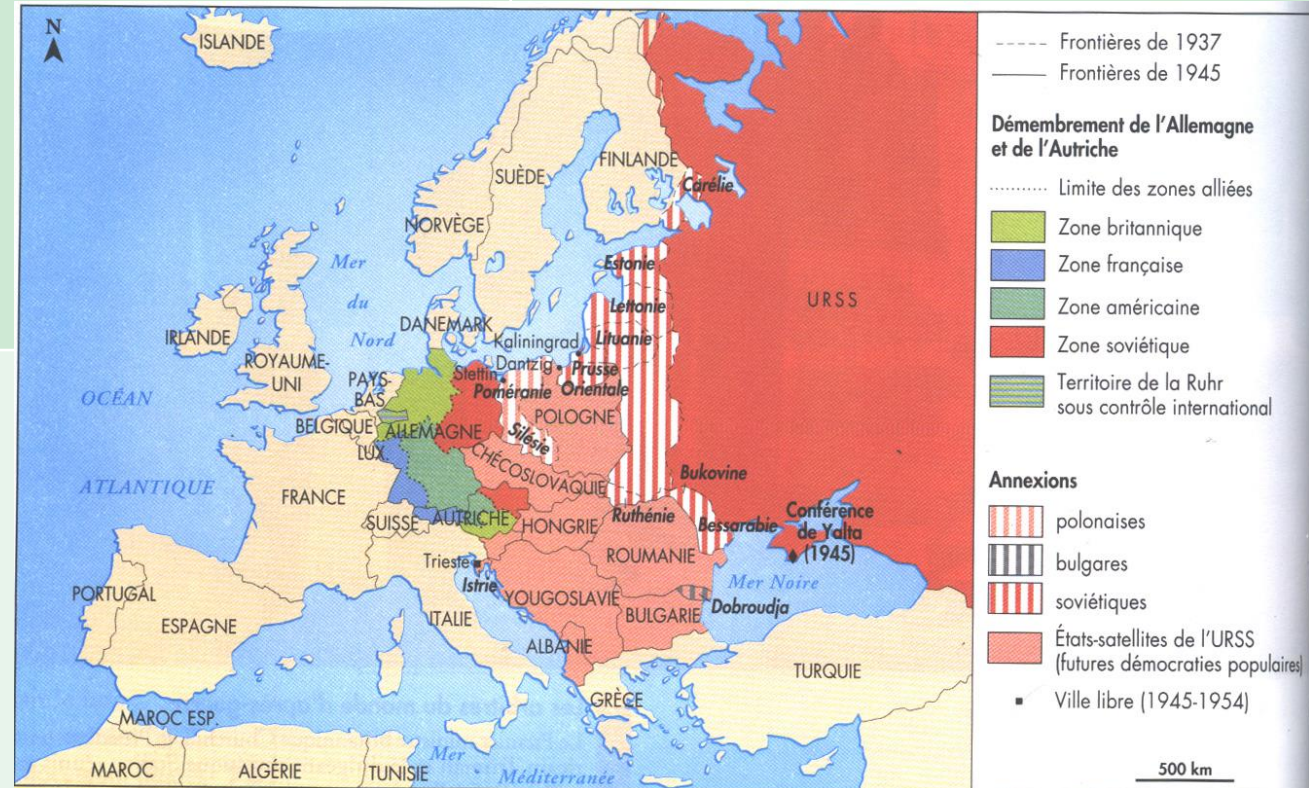 N
ISLANDE
SUÈDE
FINLANDE
Carélie
NORVÈGE
Mer
du
Nord
Estonie
Lettonie
Lituanie
URSS
IRLANDE
ROYAUME-
UNI
DANEMARK
Kaliningrad
Dantzig
Prusse
Orientale
Stettin
Poméranie
PAYS-
BAS
BELGIQUE
ALLEMAGNE
POLOGNE
Silésie
OCÉAN
ATLANTIQUE
LUX.
CHÉCOSLOVAQUIE
Bukovine
FRANCE
SUISSE
AUTRICHE
HONGRIE
Ruthénie
Bessarabie
Conférence
de Yalta
(1945)
ROUMANIE
Trieste
Istrie
YOUGOSLAVIE
Mer Noire
Dobroudja
BULGARIE
PORTUGAL
ESPAGNE
ITALIE
ALBANIE
GRÈCE
TURQUIE
MAROC ESP.
MAROC
ALGÉRIE
TUNISIE
Mer
Méditerranée
Frontières de 1937
Frontières de 1945
Démembrement de l'Allemagne
et de l'Autriche
Limite des zones alliées
Zone britannique
Zone française
Zone américaine
Zone soviétique
Territoire de la Ruhr
sous contrôle international
Annexions
polonaises
bulgares
soviétiques
États-satellites de l'URSS
(futures démocraties populaires)
Ville libre (1945-1954)
500 km